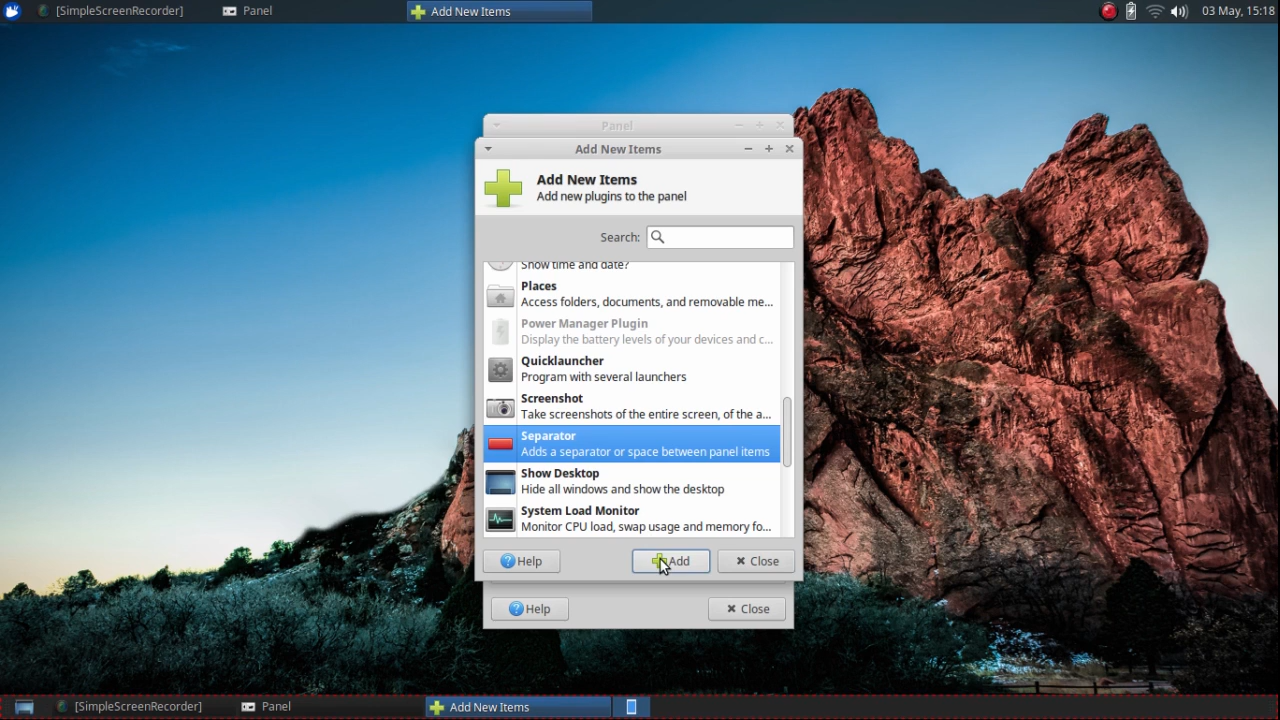 [SimpleScreenRecorder]
Panel
Add New Items
03 May, 15:18
Panel
Add New Items
Add New Items
Add new plugins to the panel
Search:
Show time and date?
Places
Access folders, documents, and removable me...
Power Manager Plugin
Display the battery levels of your devices and c...
Quicklauncher
Program with several launchers
Screenshot
Take screenshots of the entire screen, of the a...
Separator
Adds a separator or space between panel items
Show Desktop
Hide all windows and show the desktop
System Load Monitor
Monitor CPU load, swap usage and memory fo...
Help
Add
Close
Help
Close
[SimpleScreenRecorder]
Panel
Add New Items